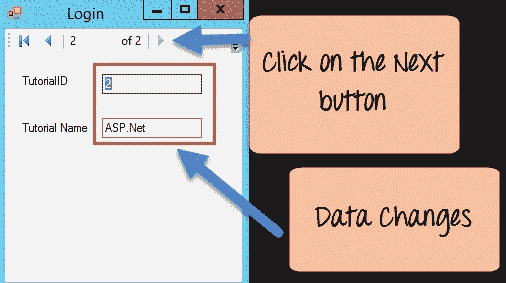 Login
2 of 2
Click on the Next
button
TutorialID 2
Tutorial Name ASP.Net
Data Changes